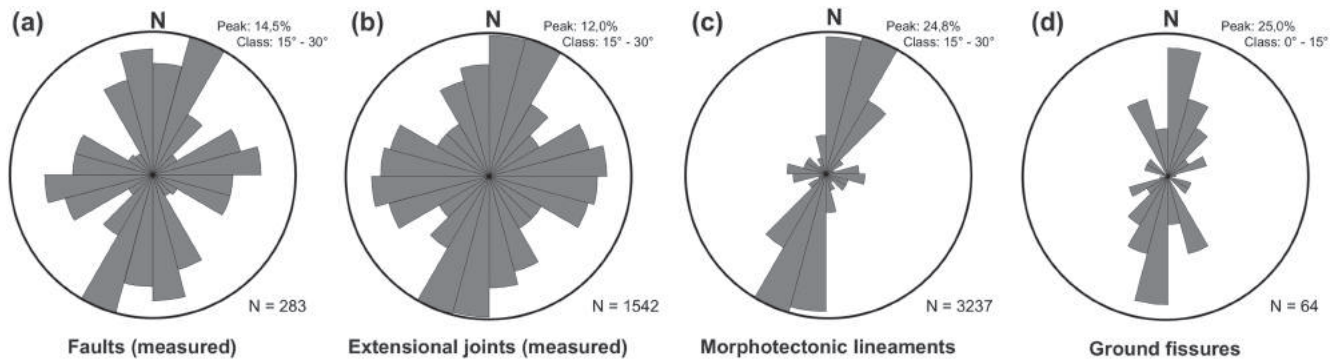 (a)
N
Peak: 14,5%
Class: 15° - 30°
N = 283
Faults (measured)
(b)
N
Peak: 12,0%
Class: 15° - 30°
N = 1542
Extensional joints (measured)
(c)
N
Peak: 24,8%
Class: 15° - 30°
N = 3237
Morphotectonic lineaments
(d)
N
Peak: 25,0%
Class: 0° - 15°
N = 64
Ground fissures